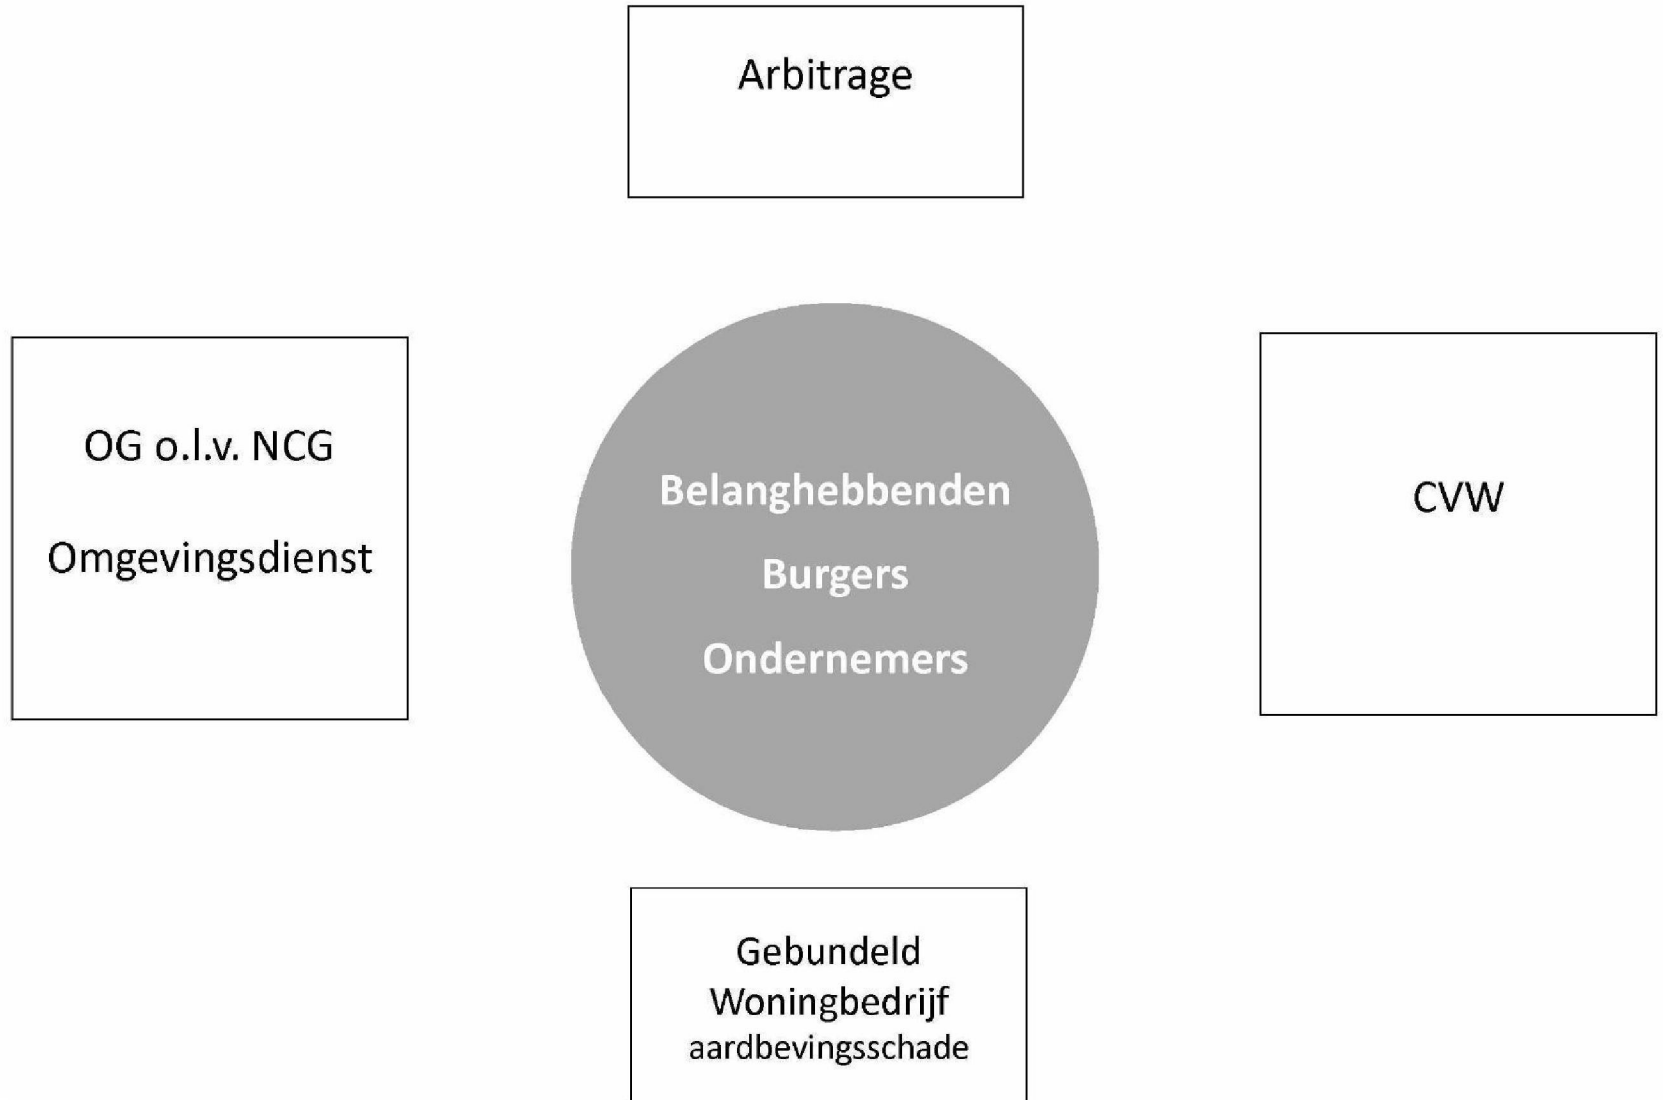 Arbitrage
OG o.l.v. NCG
Omgevingsdienst
Belanghebbenden
Burgers
Ondernemers
CVW
Gebundeld
Woningbedrijf
aardbevingsschade